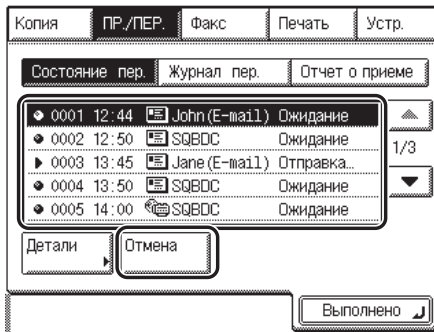 Копия ПР./ПЕР. Факс Печать Устр.
Состояние пер. Журнал пер. Отчет о приеме
0001 12:44 John(E-mail) Ожидание
0002 12:50 SQBDC Ожидание
1/3
0003 13:45 Jane(E-mail) Отправка...
0004 13:50 SQBDC Ожидание
0005 14:00 SQBDC Ожидание
Детали Отмена
Выполнено